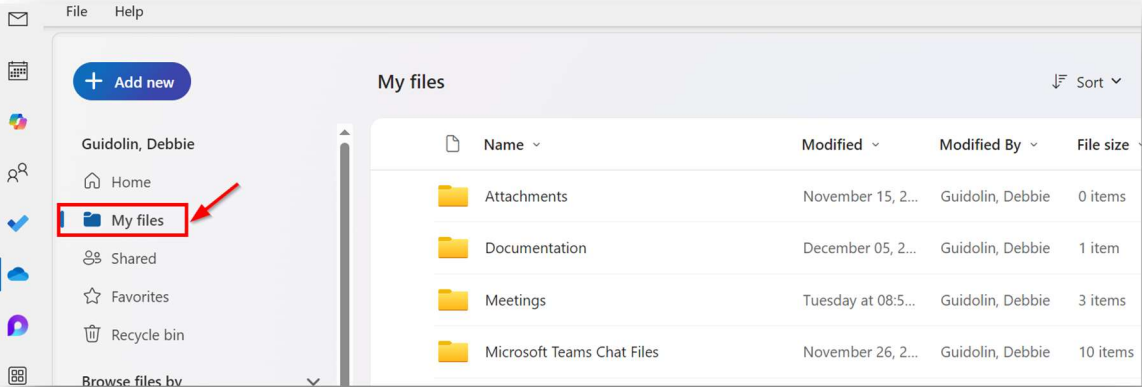 File Help
Add new
My files
Sort
Guidolin, Debbie
Home
My files
Shared
Favorites
Recycle bin
Browse files by
Name Modified Modified By File size
Attachments November 15, 2... Guidolin, Debbie 0 items
Documentation December 05, 2... Guidolin, Debbie 1 item
Meetings Tuesday at 08:5... Guidolin, Debbie 3 items
Microsoft Teams Chat Files November 26, 2... Guidolin, Debbie 10 items